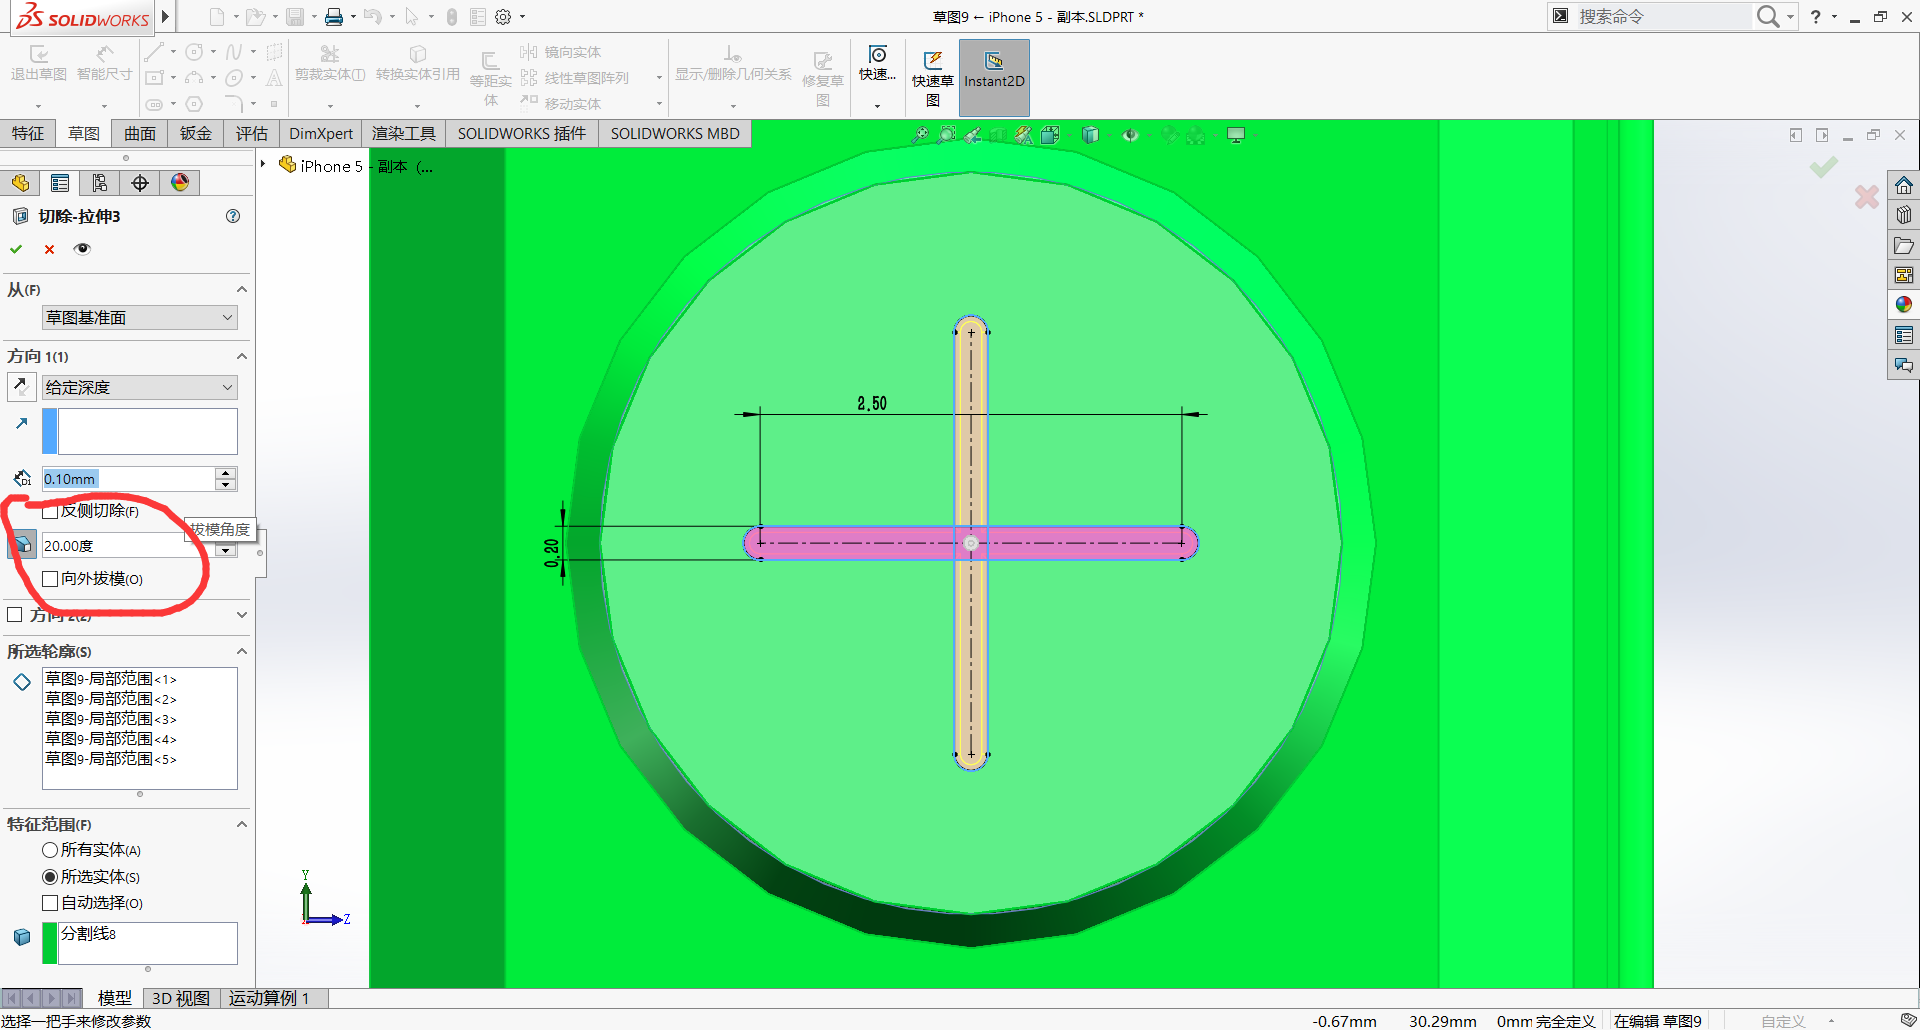 SOLIDWORKS
草图9 ← iPhone 5 - 副本.SLDPRT *
搜索命令
?
退出草图
智能尺寸
剪裁实体(I)
转换实体引用
等距实体
镜向实体
线性草图阵列
移动实体
显示/删除几何关系
修复草图
快速...
快速草图
Instant2D
特征
草图
曲面
钣金
评估
DimXpert
渲染工具
SOLIDWORKS 插件
SOLIDWORKS MBD
iPhone 5 - 副本 (...
切除-拉伸3
从(F)
草图基准面
方向 1(1)
给定深度
D1
0.10mm
反侧切除(F)
拔模角度
20.00度
向外拔模(O)
方向 2(2)
所选轮廓(S)
草图9-局部范围<1>
草图9-局部范围<2>
草图9-局部范围<3>
草图9-局部范围<4>
草图9-局部范围<5>
特征范围(F)
所有实体(A)
所选实体(S)
自动选择(O)
分割线8
2.50
0.20
Y
Z
模型
3D 视图
运动算例 1
选择一把手来修改参数
-0.67mm
30.29mm
0mm 完全定义
在编辑 草图9
自定义